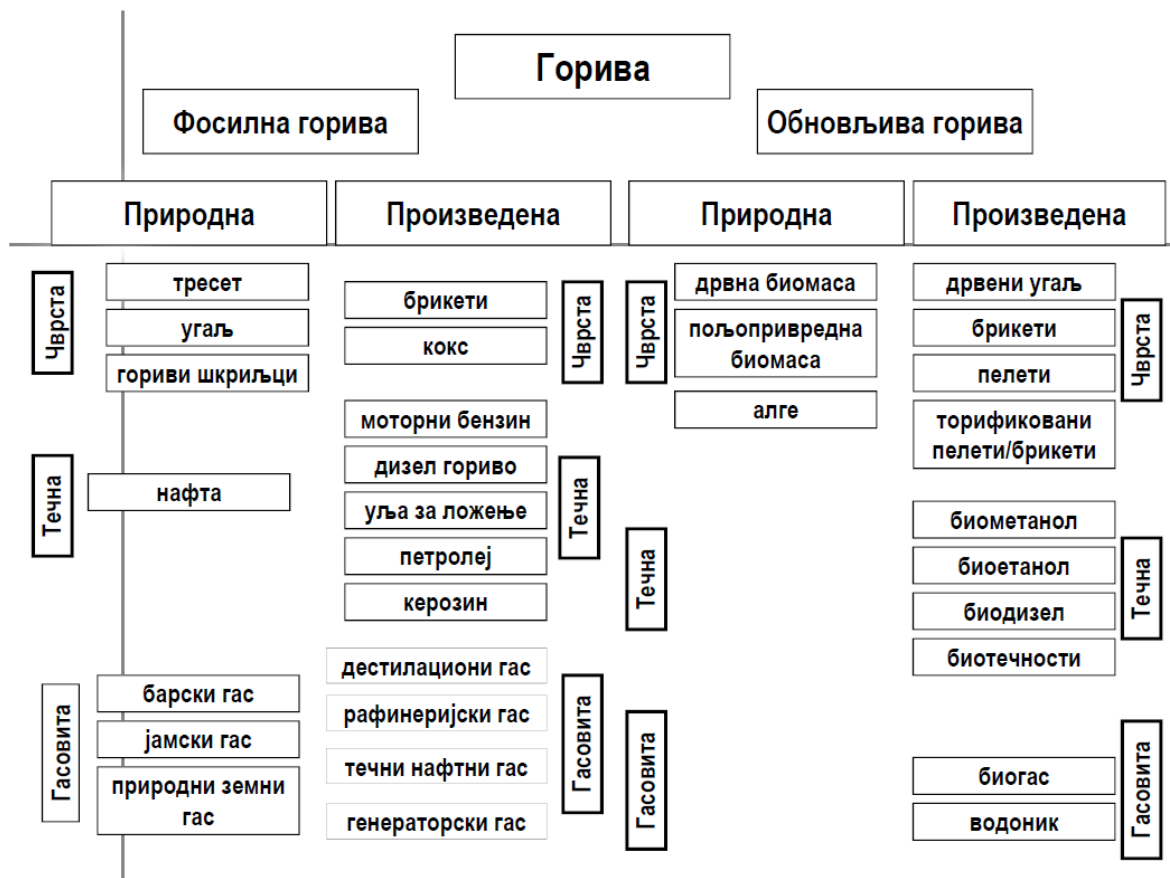 Горива
Фосилна горива
Обновљива горива
Природна
Произведена
Природна
Произведена
Чврста
тресет
угаљ
гориви шкриљци
Течна
нафта
Гасовита
барски гас
јамски гас
природни земни
гас
брикети
кокс
Чврста
моторни бензин
дизел гориво
уља за ложење
петролеј
керозин
Течна
дестилациони гас
рафинеријски гас
течни нафтни гас
генераторски гас
Гасовита
Чврста
дрвна биомаса
пољопривредна
биомаса
алге
Течна
Гасовита
дрвени угаљ
брикети
пелети
торификовани
пелети/брикети
Чврста
биометанол
биоетанол
биодизел
биотечности
Течна
биогас
водоник
Гасовита